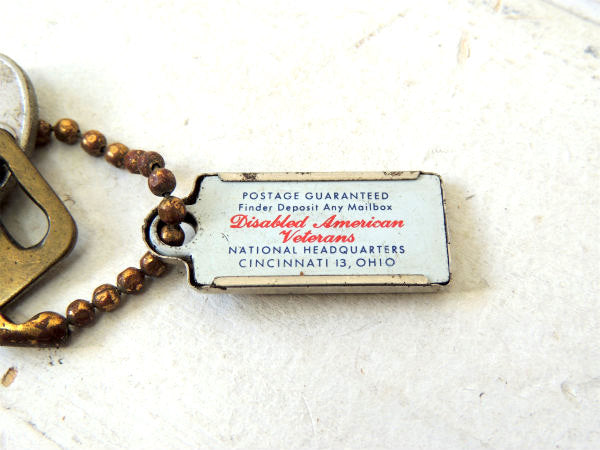 POSTAGE GUARANTEED
Finder Deposit Any Mailbox
Disabled American
Veterans
NATIONAL HEADQUARTERS
CINCINNATI 13, OHIO